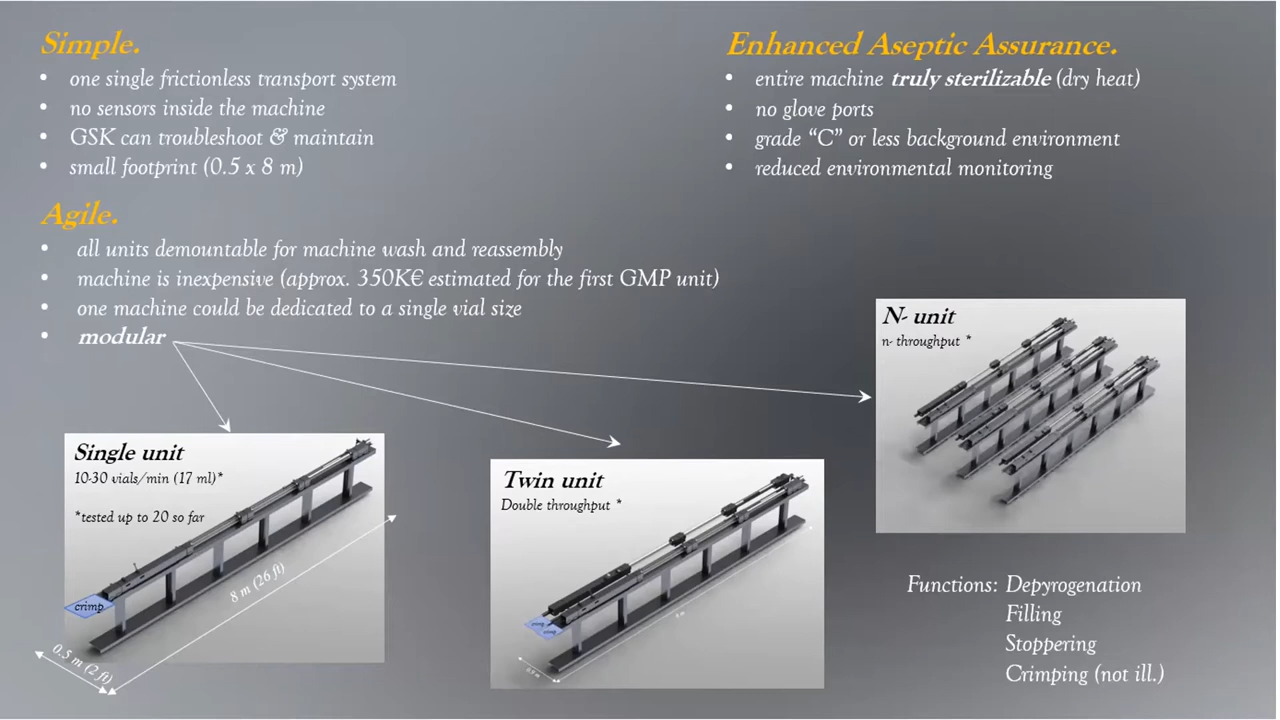 Simple.
• one single frictionless transport system
• no sensors inside the machine
• GSK can troubleshoot & maintain
• small footprint (0.5 x 8 m)
Enhanced Aseptic Assurance.
• entire machine truly sterilizable (dry heat)
• no glove ports
• grade “C” or less background environment
• reduced environmental monitoring
Agile.
• all units demountable for machine wash and reassembly
• machine is inexpensive (approx. 350K€ estimated for the first GMP unit)
• one machine could be dedicated to a single vial size
• modular
Single unit
10-30 vials/min (17 ml)*
*tested up to 20 so far
crimp
8 m (26 ft)
0.5 m (2 ft)
Twin unit
Double throughput *
crimp
crimp
8 m
0.5 m
N- unit
n- throughput *
Functions: Depyrogenation
Filling
Stoppering
Crimping (not ill.)